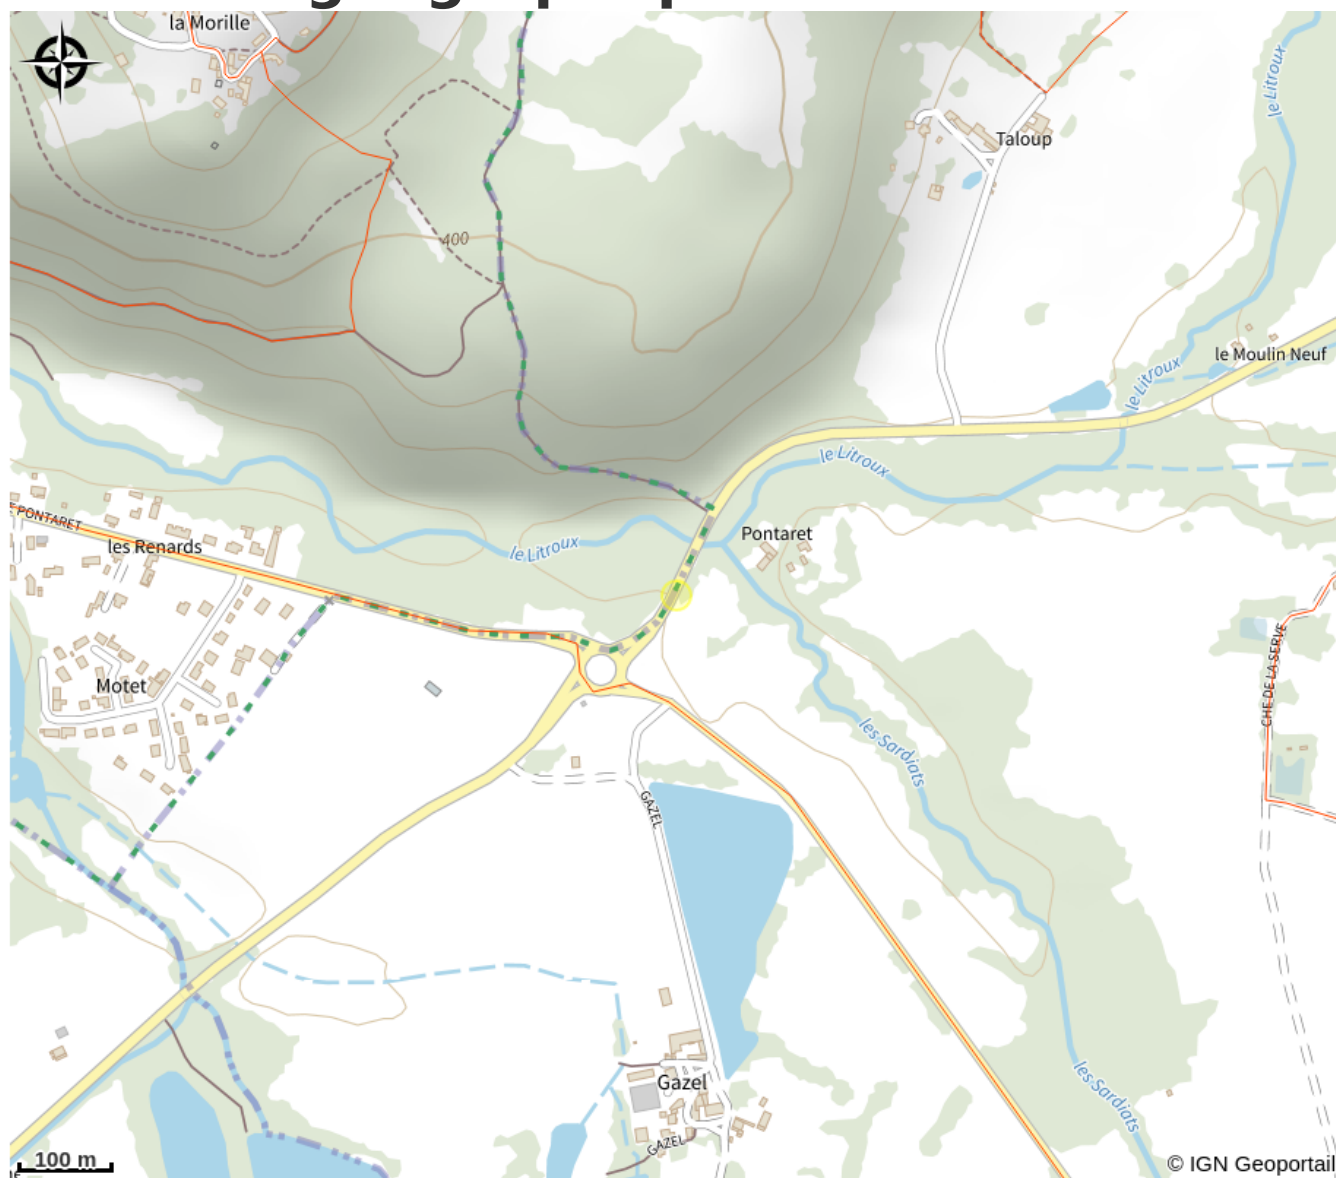 la Morille
le Litroux
Taloup
400
le Moulin Neuf
le Litroux
le Litroux
PONTARET
les Renards
le Litroux
Pontaret
CHE DE LA SERVE
Motet
les Sardiats
GAZEL
Gazel
les Sardiats
GAZEL
100 m
© IGN Geoportail